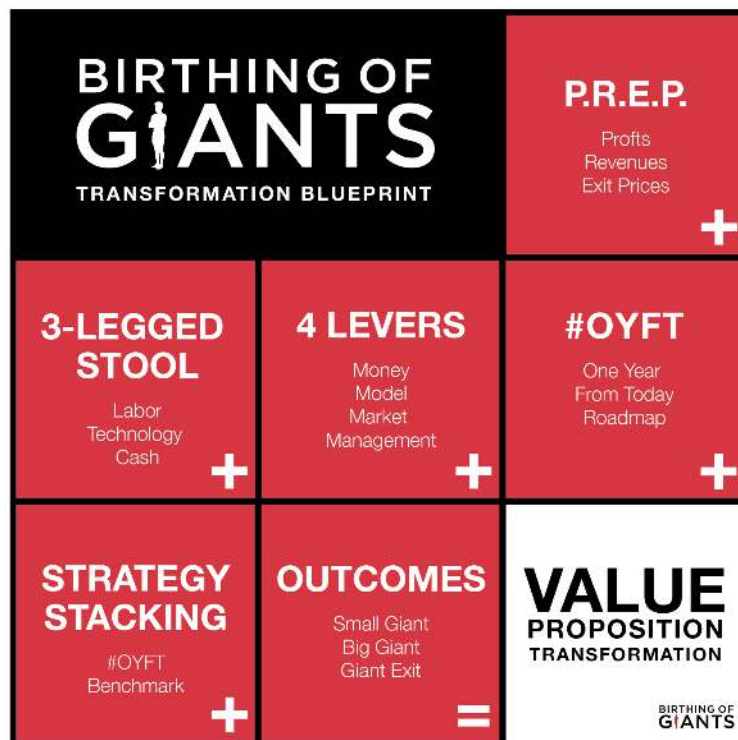 BIRTHING OF
GIANTS
TRANSFORMATION BLUEPRINT
P.R.E.P.
Profts
Revenues
Exit Prices
+
3-LEGGED
STOOL
Labor
Technology
Cash
+
4 LEVERS
Money
Model
Market
Management
+
#OYFT
One Year
From Today
Roadmap
+
STRATEGY
STACKING
#OYFT
Benchmark
+
OUTCOMES
Small Giant
Big Giant
Giant Exit
=
VALUE
PROPOSITION
TRANSFORMATION
BIRTHING OF
GIANTS